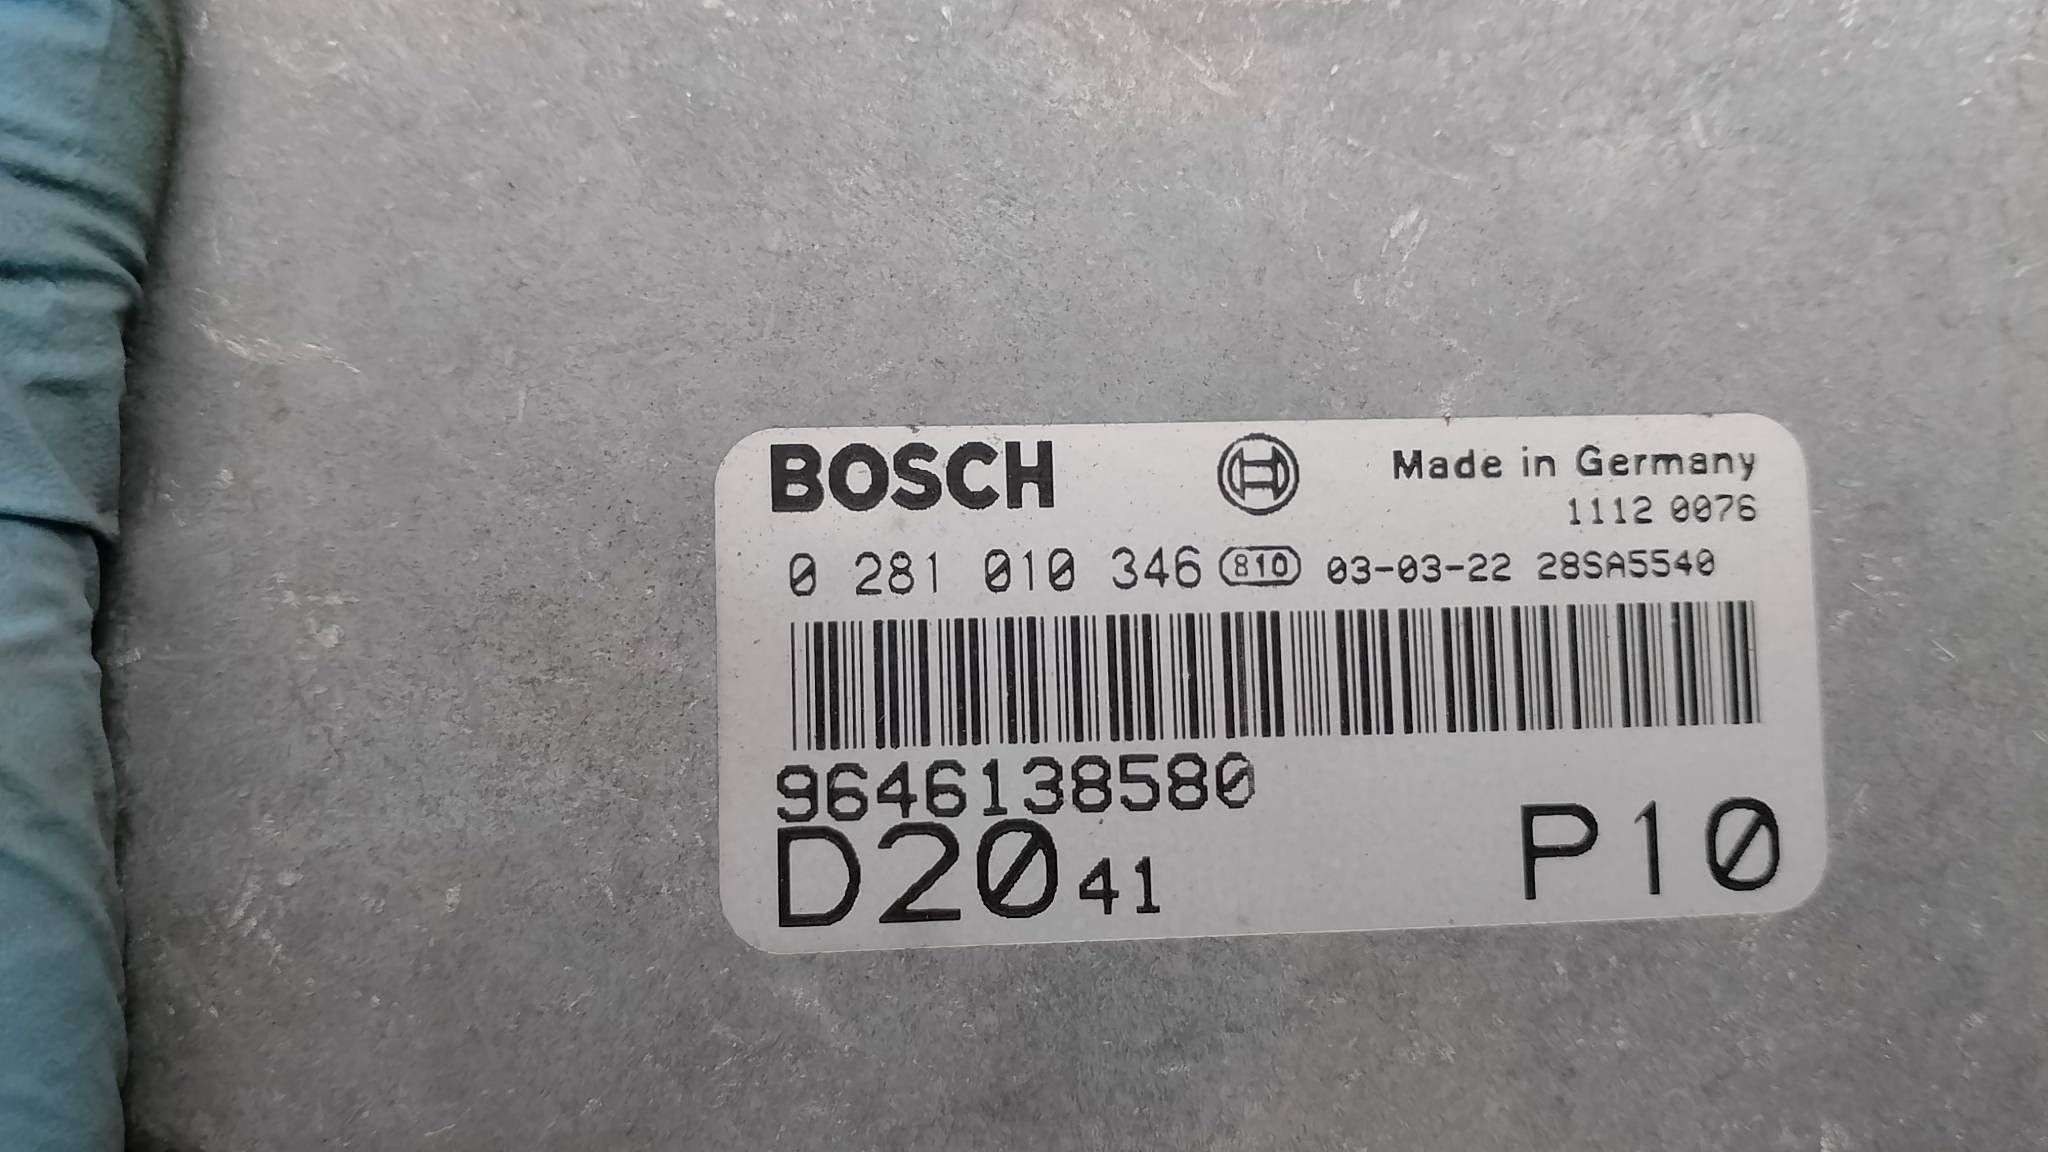 BOSCH Made in Germany
1112 0076
0 281 010 346 810 03-03-22 28SA5540
9646138580
D20 41 P10